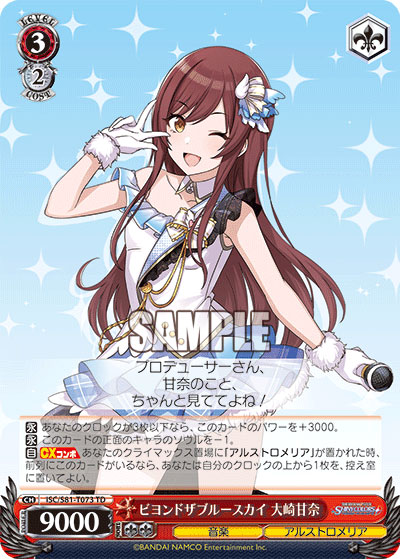 LEVEL
3
2
COST
SAMPLE
プロデューサーさん、
甘奈のこと、
ちゃんと見ててよね！
永 あなたのクロックが3枚以下なら、このカードのパワーを+3000。
永 このカードの正面のキャラのソウルを−1。
自 CXコンボ あなたのクライマックス置場に「アルストロメリア」が置かれた時、
前列にこのカードがいるなら、あなたは自分のクロックの上から1枚を、控え
室に置いてよい。
CH ISC/S81-T073 TD
ビヨンドザブルースカイ 大崎甘奈
POWER
9000
音楽
アルストロメリア
©BANDAI NAMCO Entertainment Inc.